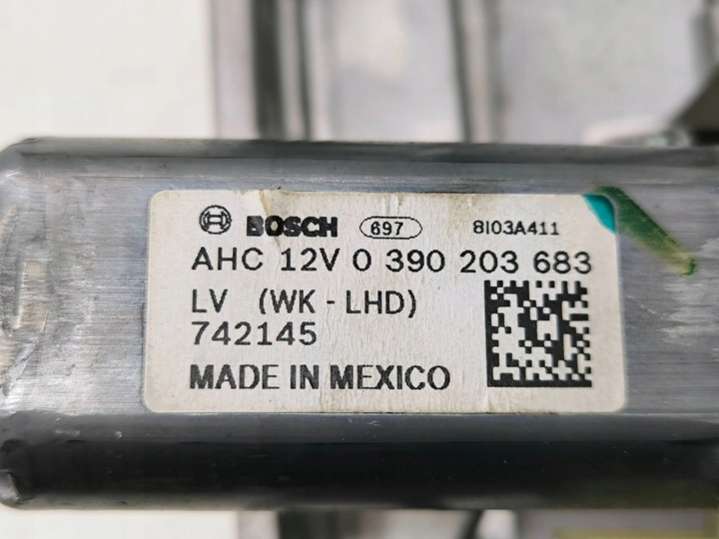 BOSCH 697 8I03A411
AHC 12V 0 390 203 683
LV (WK - LHD)
742145
MADE IN MEXICO